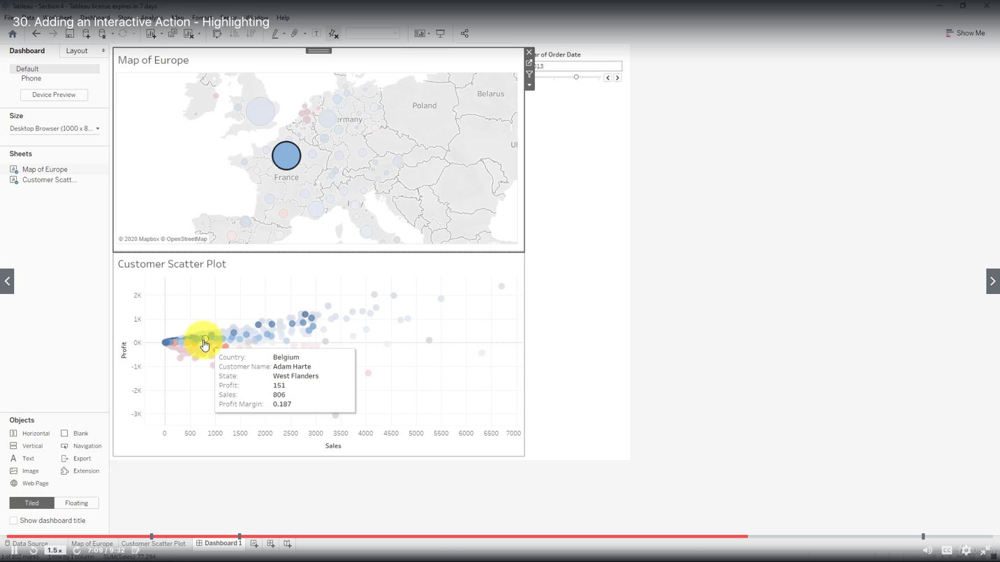 Tableau - Section 4 - Tableau license expires in 7 days
File Data Worksheet Dashboard Story Analysis Map Format Server Window Help
30. Adding an Interactive Action - Highlighting
Show Me
Dashboard
Layout
Default
Phone
Device Preview
Size
Desktop Browser (1000 x 8...
Sheets
Map of Europe
Customer Scatt...
Objects
Horizontal
Blank
Vertical
Navigation
Text
Export
Image
Extension
Web Page
Tiled
Floating
Show dashboard title
Map of Europe
Belarus
Poland
ermany
France
© 2020 Mapbox © OpenStreetMap
ar of Order Date
013
Customer Scatter Plot
2K
1K
0K
-1K
-2K
-3K
Profit
0 500 1000 1500 2000 2500 3000 3500 4000 4500 5000 5500 6000 6500 7000
Sales
Country: Belgium
Customer Name: Adam Harte
State: West Flanders
Profit: 151
Sales: 806
Profit Margin: 0.187
Data Source
Map of Europe
Customer Scatter Plot
Dashboard 1
1.5x
7:09 / 9:32
CC
1 of 102 marks 1 row by 1 column SUM(Sales): 77,294